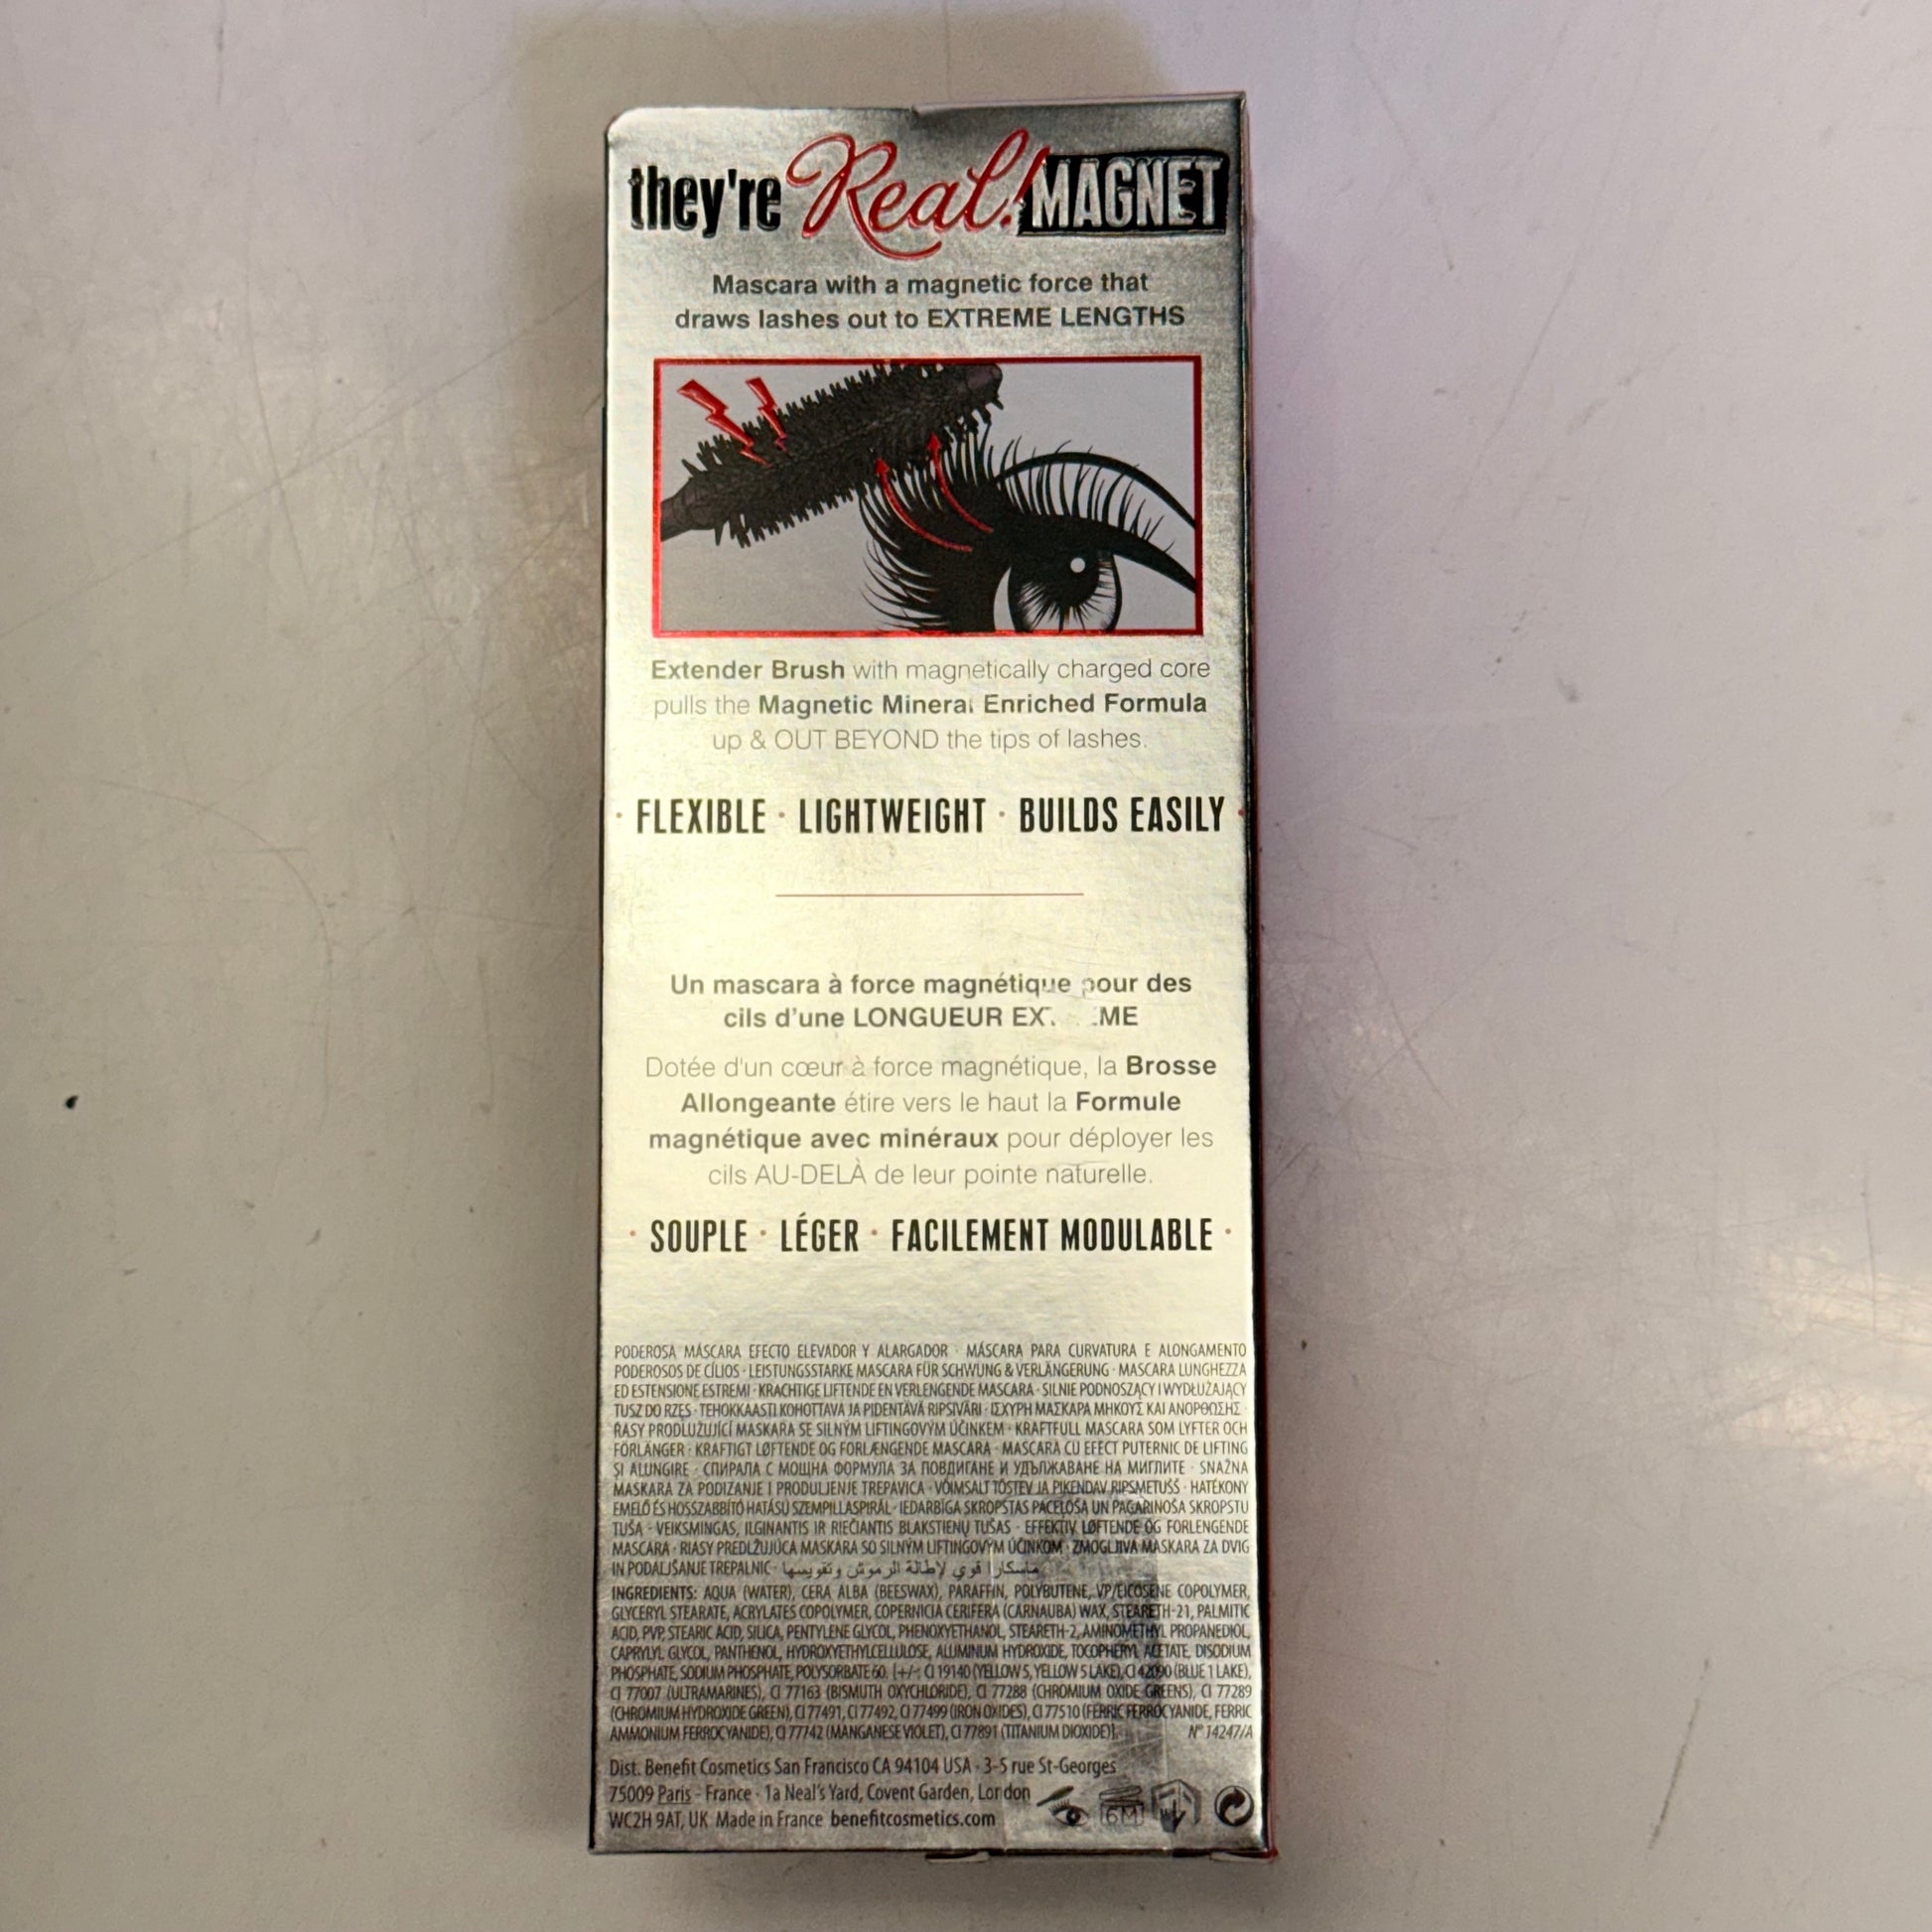 they're Real! MAGNET
Mascara with a magnetic force that
draws lashes out to EXTREME LENGTHS
Extender Brush with magnetically charged core
pulls the Magnetic Mineral Enriched Formula
up & OUT BEYOND the tips of lashes.
· FLEXIBLE · LIGHTWEIGHT · BUILDS EASILY ·
Un mascara à force magnétique pour des
cils d'une LONGUEUR
Dotée d'un cœur à force magnétique, la Brosse
Allongeante étire vers le haut la Formule
magnétique avec minéraux pour déployer les
cils AU-DELÀ de leur pointe naturelle.
· SOUPLE · LÉGER · FACILEMENT MODULABLE ·
PODEROSA MÁSCARA EFECTO ELEVADOR Y ALARGADOR · MÁSCARA PARA CURVATURA E ALONGAMENTO
PODEROSOS DE CÍLIOS · LEISTUNGSSTARKE MASCARA FÜR SCHWUNG & VERLÄNGERUNG · MASCARA LUNGHEZZA
ED ESTENSIONE ESTREMI · KRACHTIGE LIFTENDE EN VERLENGENDE MASCARA · SILNIE PODNOSZĄCY I WYDŁUŻAJĄCY
TUSZ DO RZĘS · TEHOKKAASTI KOHOTTAVA JA PIDENTÄVÄ RIPSIVÄRI · ΙΣΧΥΡΗ ΜΑΣΚΑΡΑ ΜΗΚΟΥΣ ΚΑΙ ΑΝΟΡΘΩΣΗΣ ·
ŘASY PRODLUŽUJÍCÍ MASKARA SE SILNÝM LIFTINGOVÝM ÚČINKEM · KRAFTFULL MASCARA SOM LYFTER OCH
FÖRLÄNGER · KRAFTIGT LØFTENDE OG FORLÆNGENDE MASCARA · MASCARA CU EFECT PUTERNIC DE LIFTING
ȘI ALUNGIRE · СПИРАЛА С МОЩНА ФОРМУЛА ЗА ПОВДИГАНЕ И УДЪЛЖАВАНЕ НА МИГЛИТЕ · SNAŽNA
MASKARA ZA PODIZANJE I PRODULJENJE TREPAVICA · VÕIMSALT TÕSTEV JA PIKENDAV RIPSMETUŠŠ · HATÉKONY
EMELŐ ÉS HOSSZABBÍTÓ HATÁSÚ SZEMPILLASPIRÁL · IEDARBĪGA SKROPSTAS PACEĻOŠA UN PAGARINOŠA SKROPSTU
TUŠA · VEIKSMINGAS, ILGINANTIS IR RIEČIANTIS BLAKSTIENŲ TUŠAS · EFFEKTIV LØFTENDE OG FORLENGENDE
MASCARA · RIASY PREDLŽUJÚCA MASKARA SO SILNÝM LIFTINGOVÝM ÚČINKOM · ZMOGLJIVA MASKARA ZA DVIG
IN PODALJŠANJE TREPALNIC · ماسكارا قوي لإطالة الرموش وتقويسها
INGREDIENTS: AQUA (WATER), CERA ALBA (BEESWAX), PARAFFIN, POLYBUTENE, VP/EICOSENE COPOLYMER,
GLYCERYL STEARATE, ACRYLATES COPOLYMER, COPERNICIA CERIFERA (CARNAUBA) WAX, STEARETH-21, PALMITIC
ACID, PVP, STEARIC ACID, SILICA, PENTYLENE GLYCOL, PHENOXYETHANOL, STEARETH-2, AMINOMETHYL PROPANEDIOL,
CAPRYLYL GLYCOL, PANTHENOL, HYDROXYETHYLCELLULOSE, ALUMINUM HYDROXIDE, TOCOPHERYL ACETATE, DISODIUM
PHOSPHATE, SODIUM PHOSPHATE, POLYSORBATE 60. [+/-: CI 19140 (YELLOW 5, YELLOW 5 LAKE), CI 42090 (BLUE 1 LAKE),
CI 77007 (ULTRAMARINES), CI 77163 (BISMUTH OXYCHLORIDE), CI 77288 (CHROMIUM OXIDE GREENS), CI 77289
(CHROMIUM HYDROXIDE GREEN), CI 77491, CI 77492, CI 77499 (IRON OXIDES), CI 77510 (FERRIC FERROCYANIDE, FERRIC
AMMONIUM FERROCYANIDE), CI 77742 (MANGANESE VIOLET), CI 77891 (TITANIUM DIOXIDE)]. N° 14247/A
Dist. Benefit Cosmetics San Francisco CA 94104 USA · 3-5 rue St-Georges
75009 Paris - France · 1a Neal's Yard, Covent Garden, London
WC2H 9AT, UK Made in France benefitcosmetics.com
6M